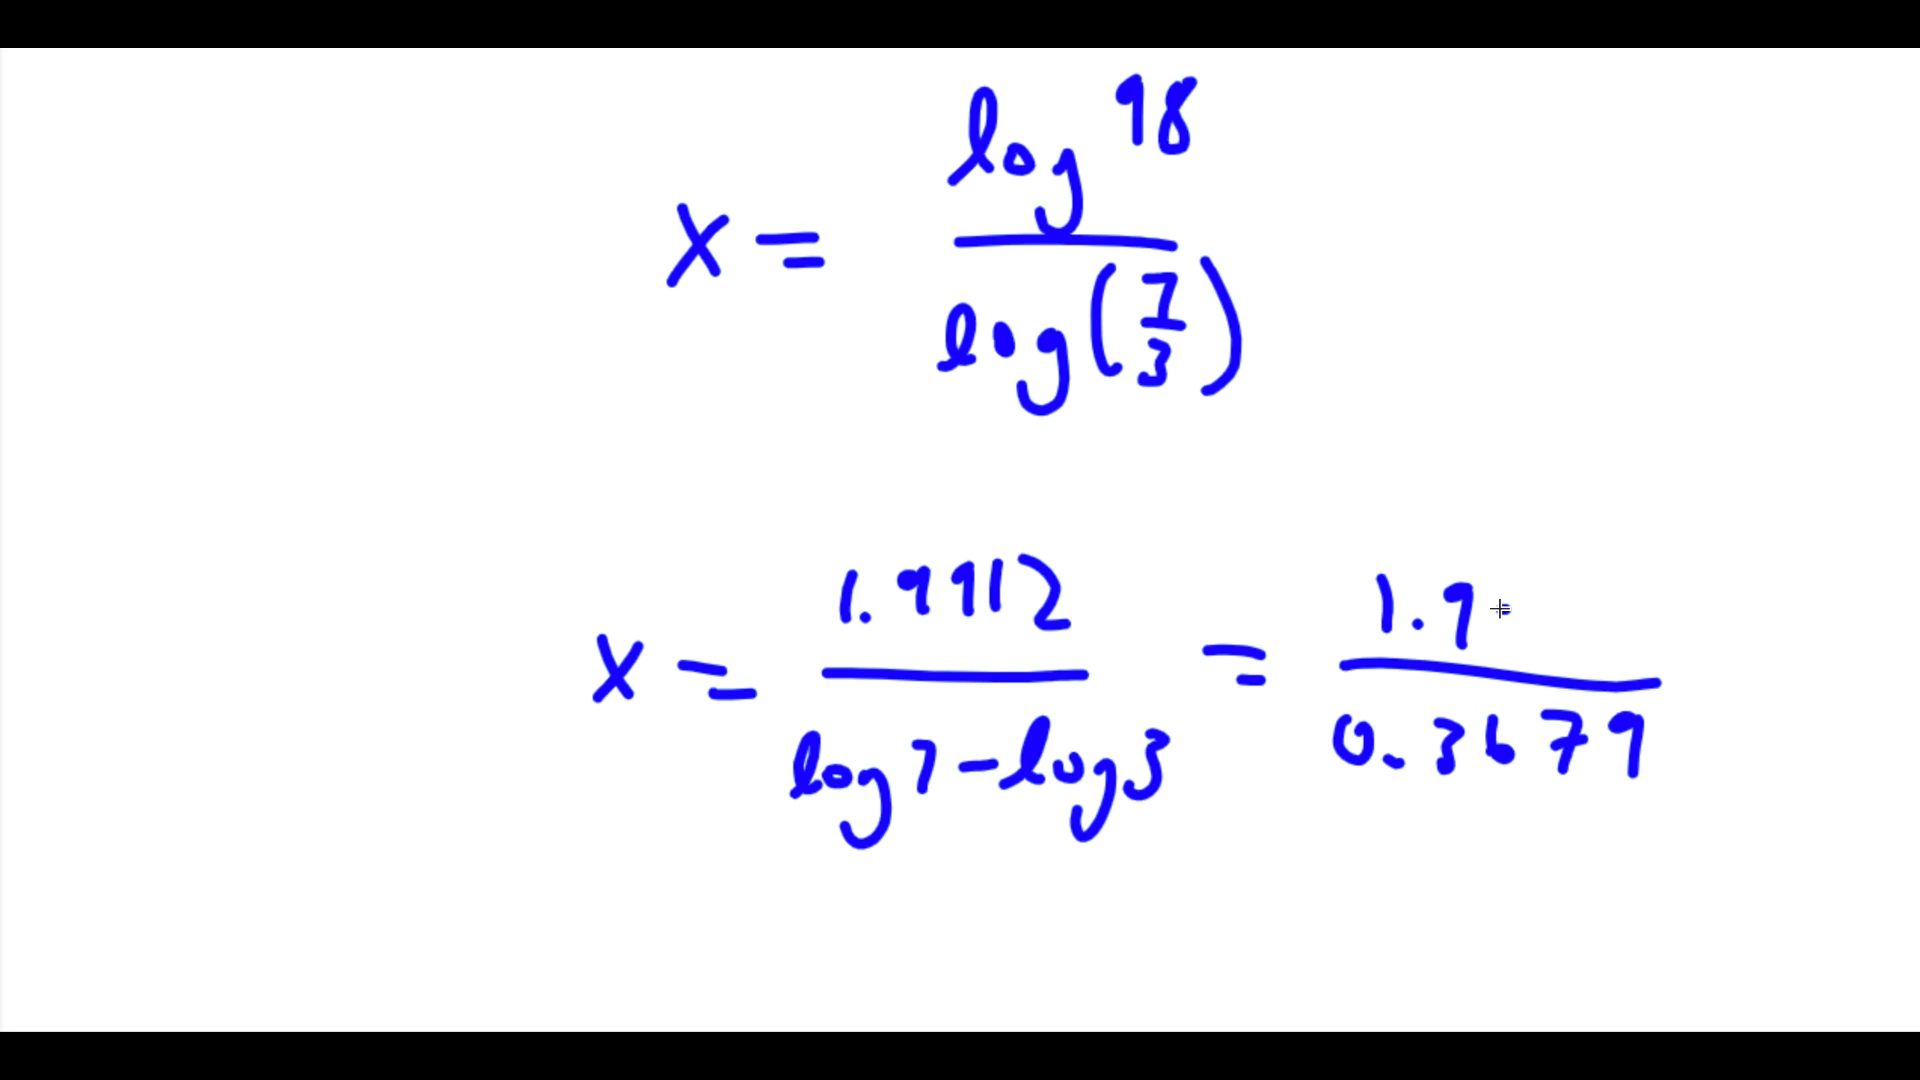 x = log 98 / log(7/3)
x = 1.9912 / log 7 - log 3 = 1.9 / 0.3679